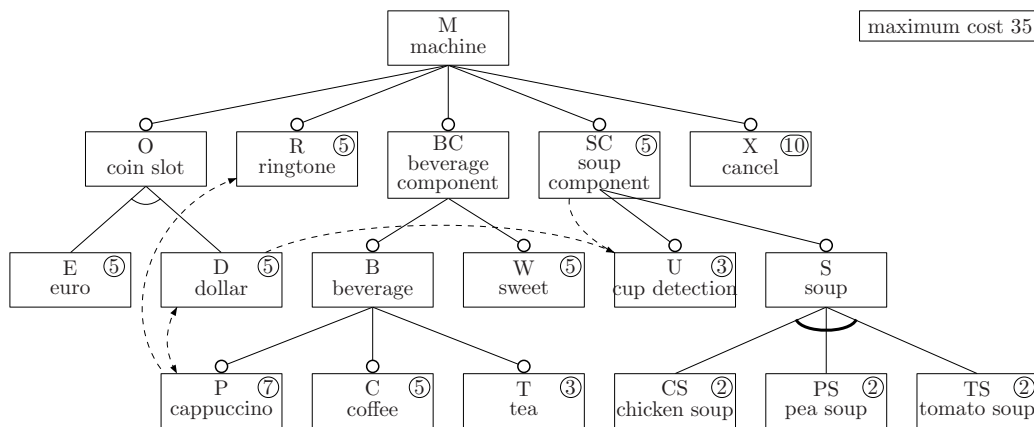 M
machine
maximum cost 35
O
coin slot
R 5
ringtone
BC
beverage
component
SC 5
soup
component
X 10
cancel
E 5
euro
D 5
dollar
B
beverage
W 5
sweet
U 3
cup detection
S
soup
P 7
cappuccino
C 5
coffee
T 3
tea
CS 2
chicken soup
PS 2
pea soup
TS 2
tomato soup